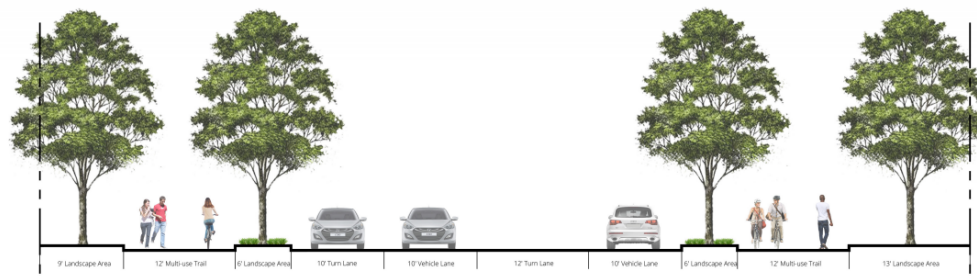 9' Landscape Area
12' Multi-use Trail
6' Landscape Area
10' Turn Lane
10' Vehicle Lane
12' Turn Lane
10' Vehicle Lane
6' Landscape Area
12' Multi-use Trail
13' Landscape Area